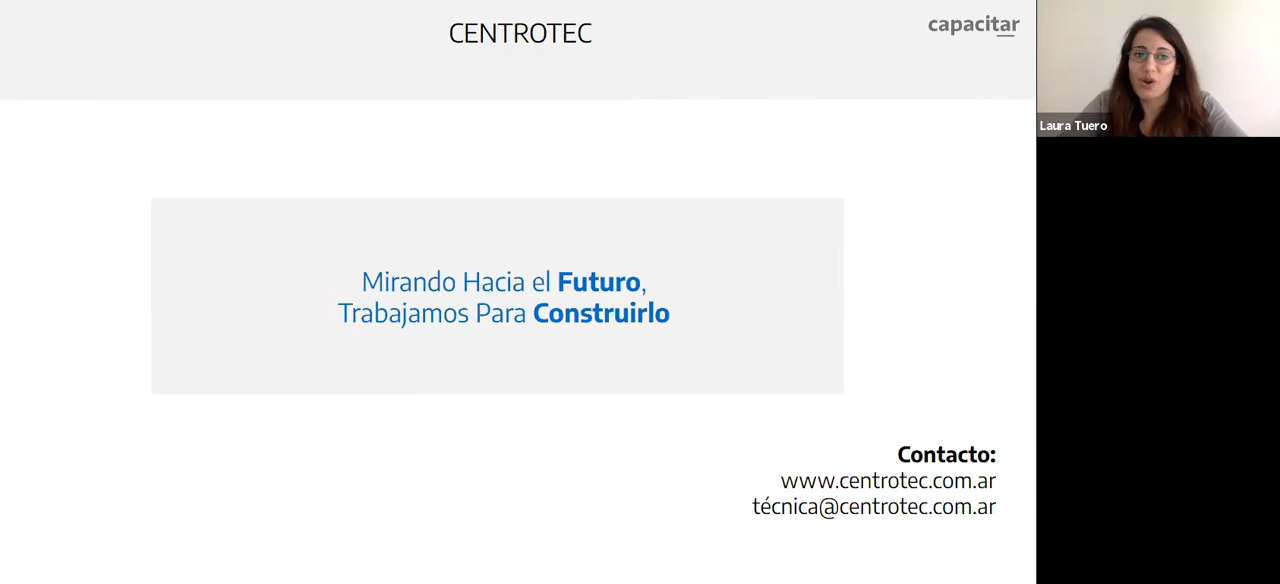 CENTROTEC
capacitar
Laura Tuero
Mirando Hacia el Futuro,
Trabajamos Para Construirlo
Contacto:
www.centrotec.com.ar
técnica@centrotec.com.ar